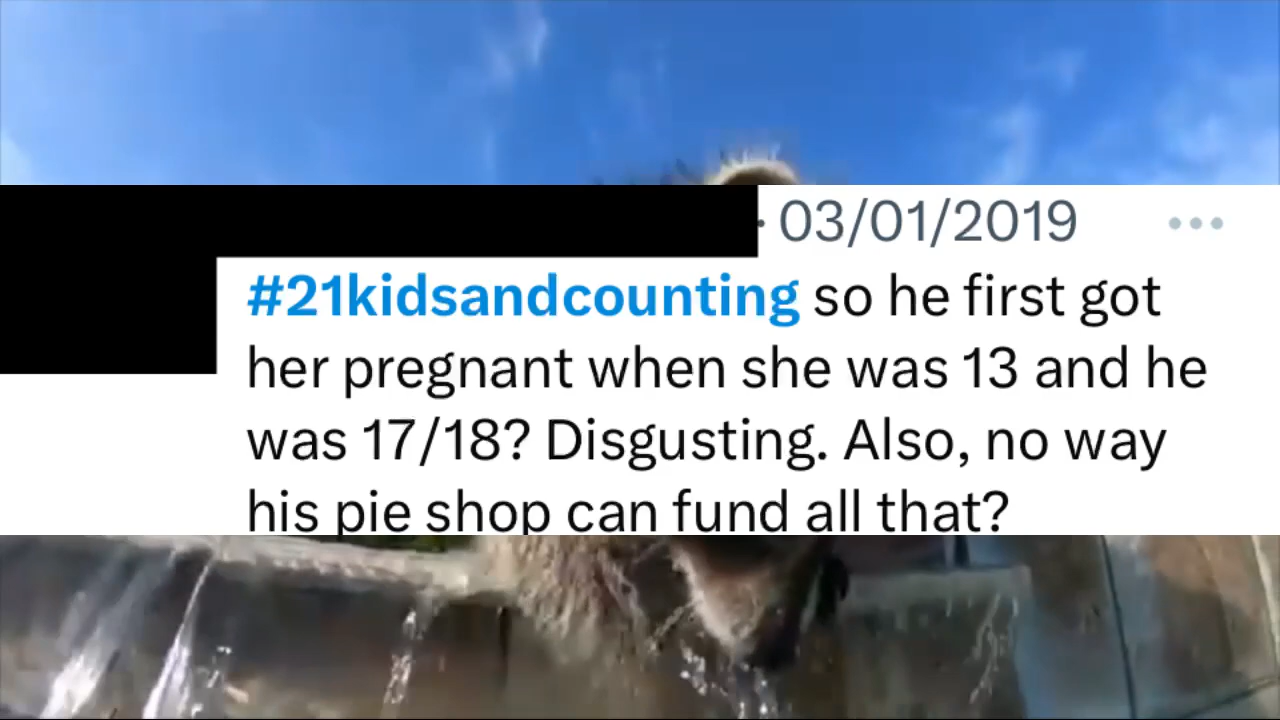 · 03/01/2019
#21kidsandcounting so he first got
her pregnant when she was 13 and he
was 17/18? Disgusting. Also, no way
his pie shop can fund all that?